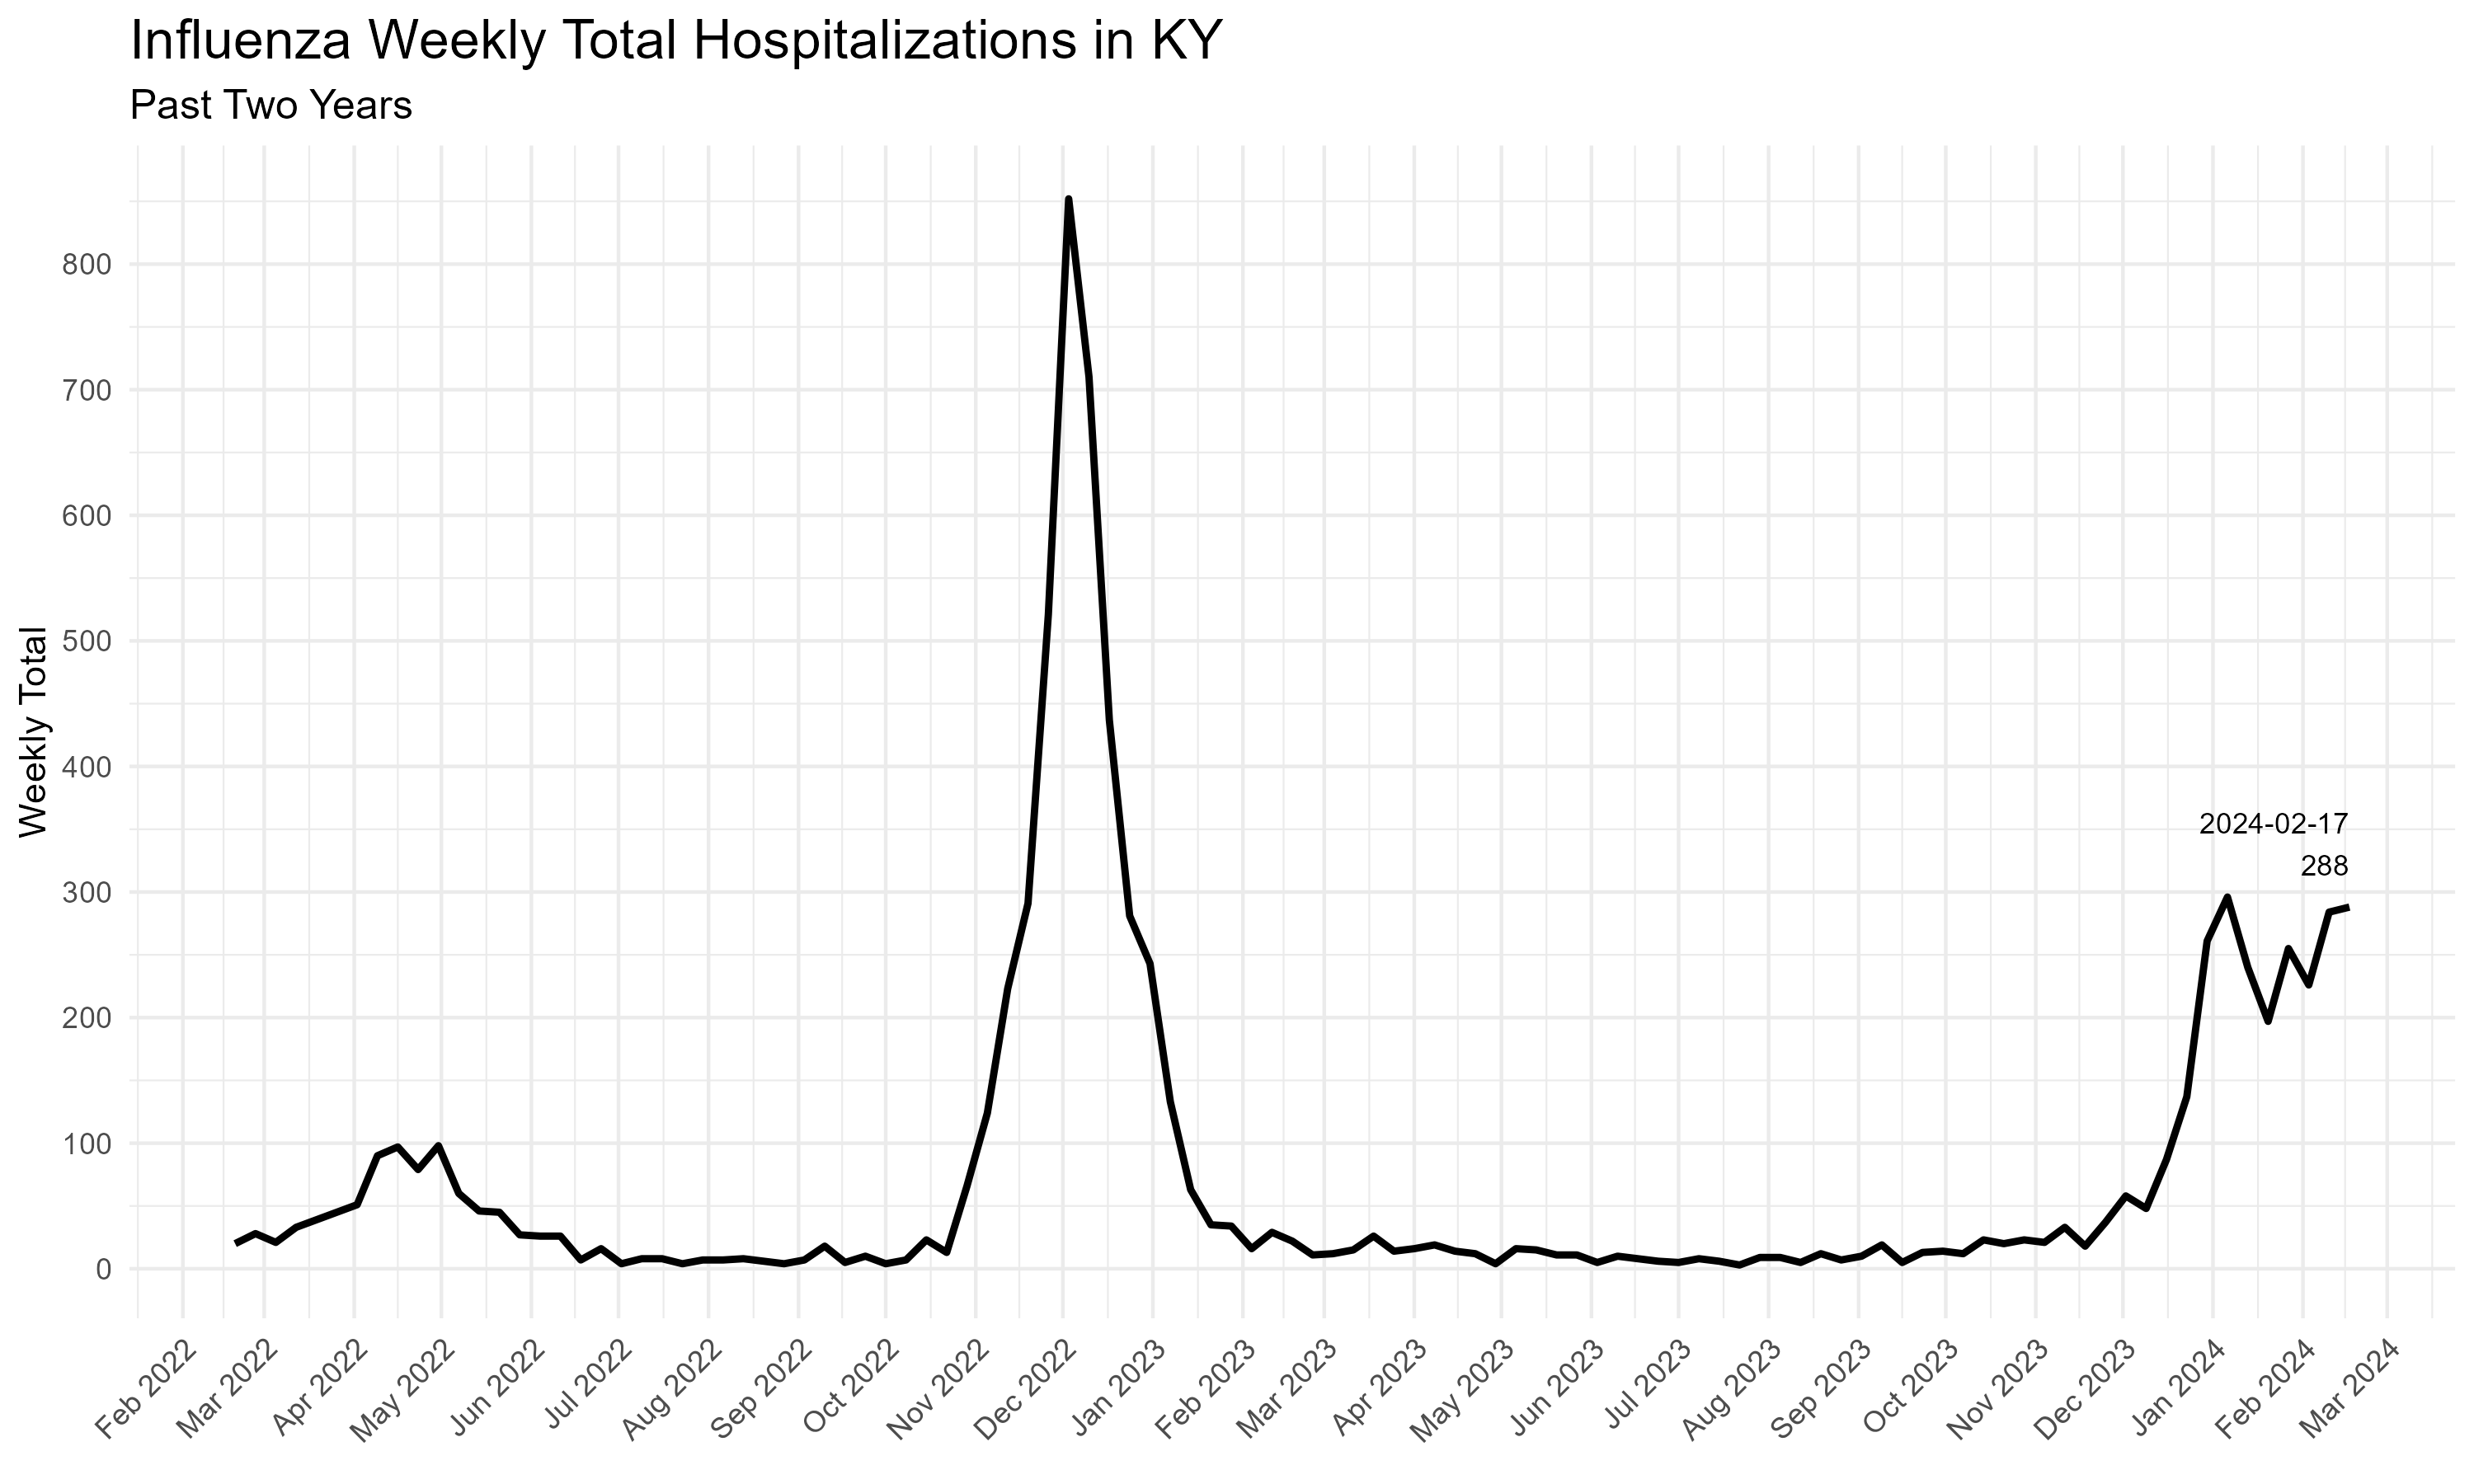 Influenza Weekly Total Hospitalizations in KY
Past Two Years
Weekly Total
800
700
600
500
400
300
200
100
0
2024-02-17
288
Feb 2022
Mar 2022
Apr 2022
May 2022
Jun 2022
Jul 2022
Aug 2022
Sep 2022
Oct 2022
Nov 2022
Dec 2022
Jan 2023
Feb 2023
Mar 2023
Apr 2023
May 2023
Jun 2023
Jul 2023
Aug 2023
Sep 2023
Oct 2023
Nov 2023
Dec 2023
Jan 2024
Feb 2024
Mar 2024